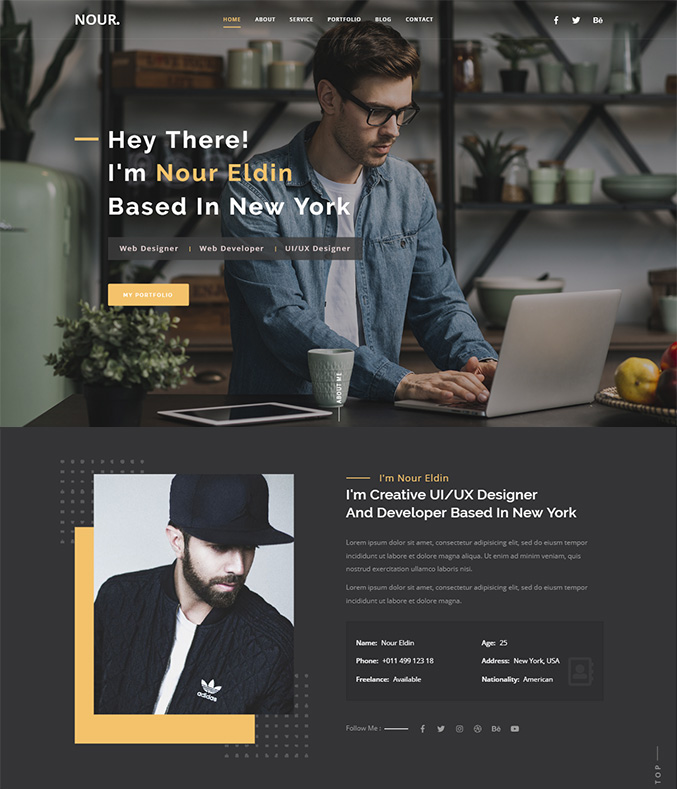 NOUR.
HOME ABOUT SERVICE PORTFOLIO BLOG CONTACT
Hey There!
I'm Nour Eldin
Based In New York
Web Designer | Web Developer | UI/UX Designer
MY PORTFOLIO
ABOUT ME
I'm Nour Eldin
I'm Creative UI/UX Designer
And Developer Based In New York
Lorem ipsum dolor sit amet, consectetur adipisicing elit, sed do eiusmod tempor
incididunt ut labore et dolore magna aliqua. Ut enim ad minim veniam, quis
nostrud exercitation ullamco laboris nisi.
Lorem ipsum dolor sit amet, consectetur adipisicing elit, sed do eiusmod tempor
incididunt ut labore et dolore magna.
Name: Nour Eldin Age: 25
Phone: +011 499 123 18 Address: New York, USA
Freelance: Available Nationality: American
adidas
Follow Me :
TOP